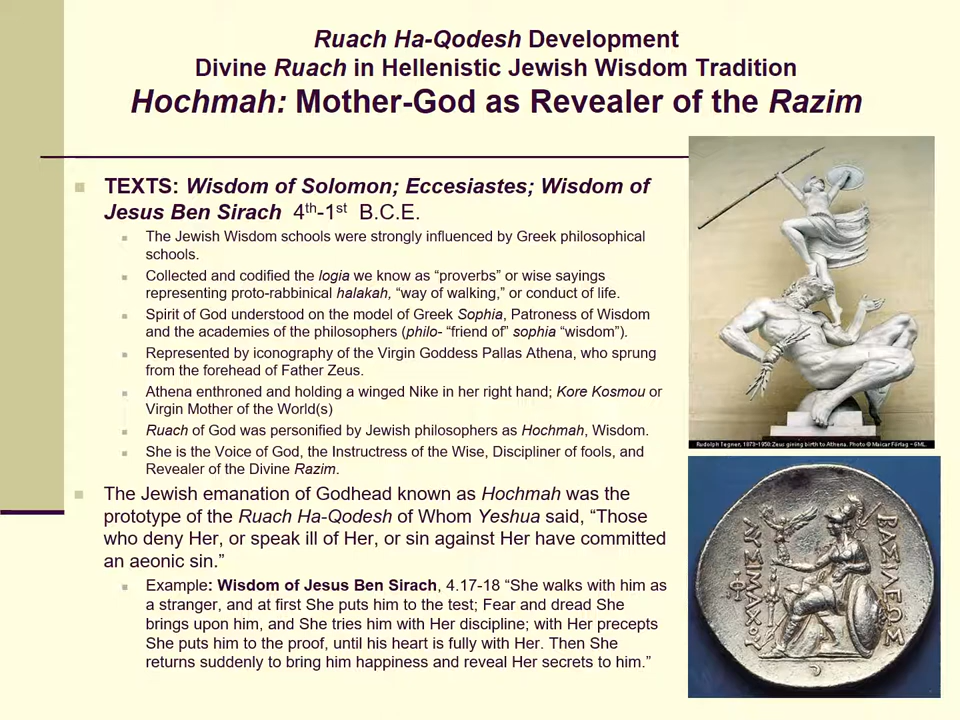 Ruach Ha-Qodesh Development
Divine Ruach in Hellenistic Jewish Wisdom Tradition
Hochmah: Mother-God as Revealer of the Razim
TEXTS: Wisdom of Solomon; Eccesiastes; Wisdom of
Jesus Ben Sirach 4th-1st B.C.E.
The Jewish Wisdom schools were strongly influenced by Greek philosophical
schools.
Collected and codified the logia we know as “proverbs” or wise sayings
representing proto-rabbinical halakah, “way of walking,” or conduct of life.
Spirit of God understood on the model of Greek Sophia, Patroness of Wisdom
and the academies of the philosophers (philo- “friend of” sophia “wisdom”).
Represented by iconography of the Virgin Goddess Pallas Athena, who sprung
from the forehead of Father Zeus.
Athena enthroned and holding a winged Nike in her right hand; Kore Kosmou or
Virgin Mother of the World(s)
Ruach of God was personified by Jewish philosophers as Hochmah, Wisdom.
She is the Voice of God, the Instructress of the Wise, Discipliner of fools, and
Revealer of the Divine Razim.
The Jewish emanation of Godhead known as Hochmah was the
prototype of the Ruach Ha-Qodesh of Whom Yeshua said, “Those
who deny Her, or speak ill of Her, or sin against Her have committed
an aeonic sin.”
Example: Wisdom of Jesus Ben Sirach, 4.17-18 “She walks with him as
a stranger, and at first She puts him to the test; Fear and dread She
brings upon him, and She tries him with Her discipline; with Her precepts
She puts him to the proof, until his heart is fully with Her. Then She
returns suddenly to bring him happiness and reveal Her secrets to him.”
Rudolph Tegner, 1873-1950: Zeus giving birth to Athena. Photo © Maicar Förlag – GML.
ΒΑΣΙΛΕΩΣ
ΛΥΣΙΜΑΧΟΥ